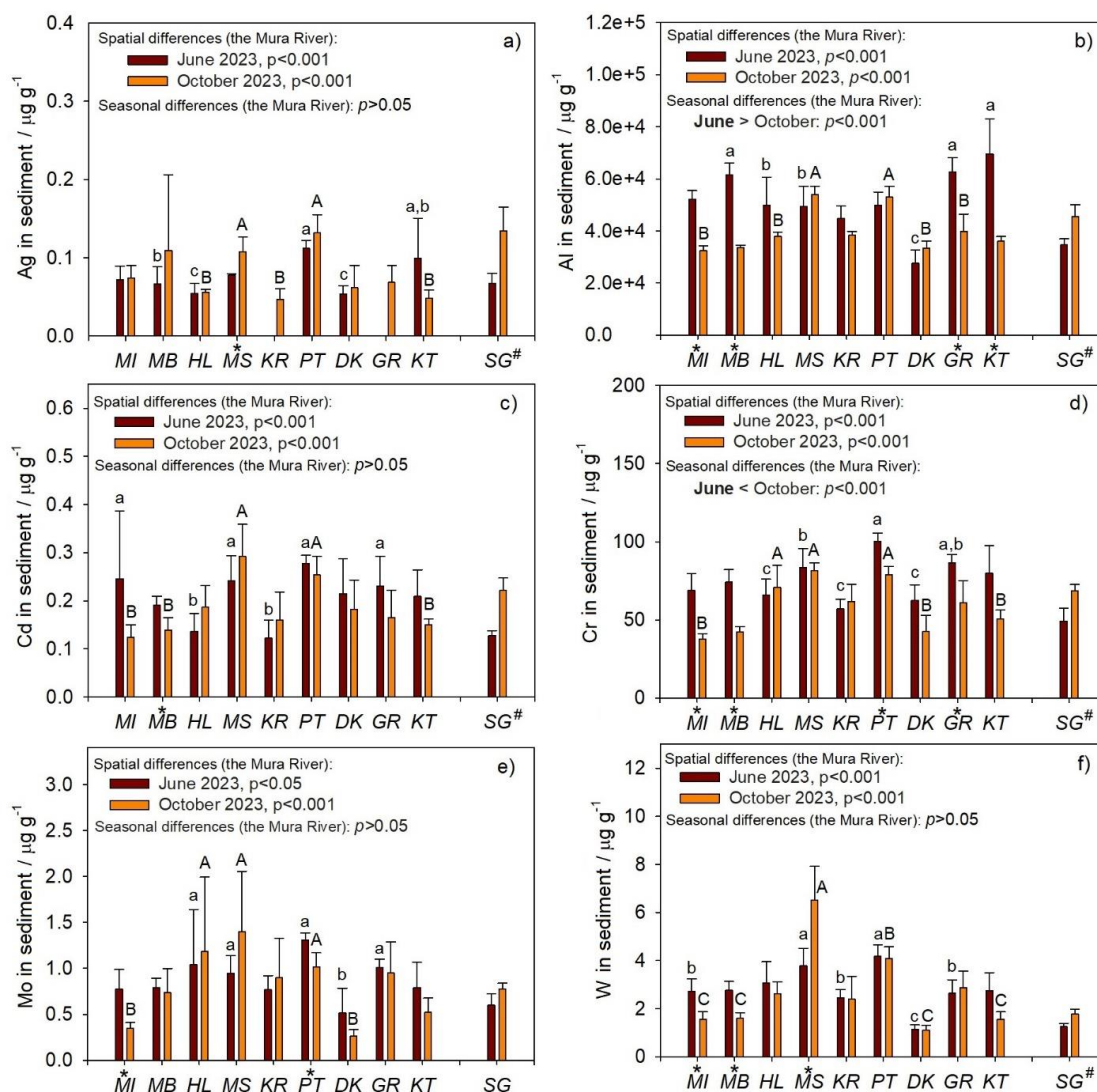 a)
Spatial differences (the Mura River):
June 2023, p<0.001
October 2023, p<0.001
Seasonal differences (the Mura River): p>0.05
Ag in sediment / μg g-1
0.4
0.3
0.2
0.1
0.0
b c a a a,b
A A B B B
MI MB HL MS KR PT DK GR KT SG#
*
b)
Spatial differences (the Mura River):
June 2023, p<0.001
October 2023, p<0.001
Seasonal differences (the Mura River):
June > October: p<0.001
Al in sediment / μg g-1
1.2e+5
1.0e+5
8.0e+4
6.0e+4
4.0e+4
2.0e+4
0.0
a b b c a a
B B A A B B
MI MB HL MS KR PT DK GR KT SG
* * * *
c)
Spatial differences (the Mura River):
June 2023, p<0.001
October 2023, p<0.001
Seasonal differences (the Mura River): p>0.05
Cd in sediment / μg g-1
0.6
0.5
0.4
0.3
0.2
0.1
0.0
a b a b a a
B B A A B
MI MB HL MS KR PT DK GR KT SG#
*
d)
Spatial differences (the Mura River):
June 2023, p<0.001
October 2023, p<0.001
Seasonal differences (the Mura River):
June < October: p<0.001
Cr in sediment / μg g-1
200
150
100
50
0
c b c a c a,b
B A A A B B
MI MB HL MS KR PT DK GR KT SG#
* * * *
e)
Spatial differences (the Mura River):
June 2023, p<0.05
October 2023, p<0.001
Seasonal differences (the Mura River): p>0.05
Mo in sediment / μg g-1
3.0
2.5
2.0
1.5
1.0
0.5
0.0
a a a b a
B A A A B
MI MB HL MS KR PT DK GR KT SG
* *
f)
Spatial differences (the Mura River):
June 2023, p<0.001
October 2023, p<0.001
Seasonal differences (the Mura River): p>0.05
W in sediment / μg g-1
12
10
8
6
4
2
0
b a b a c b
C C A B C C
MI MB HL MS KR PT DK GR KT SG#
* * *